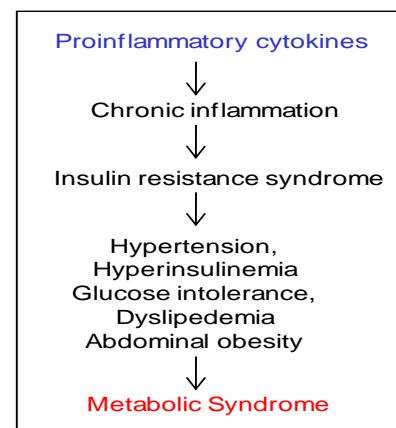 Proinflammatory cytokines
Chronic inflammation
Insulin resistance syndrome
Hypertension,
Hyperinsulinemia
Glucose intolerance,
Dyslipedemia
Abdominal obesity
Metabolic Syndrome